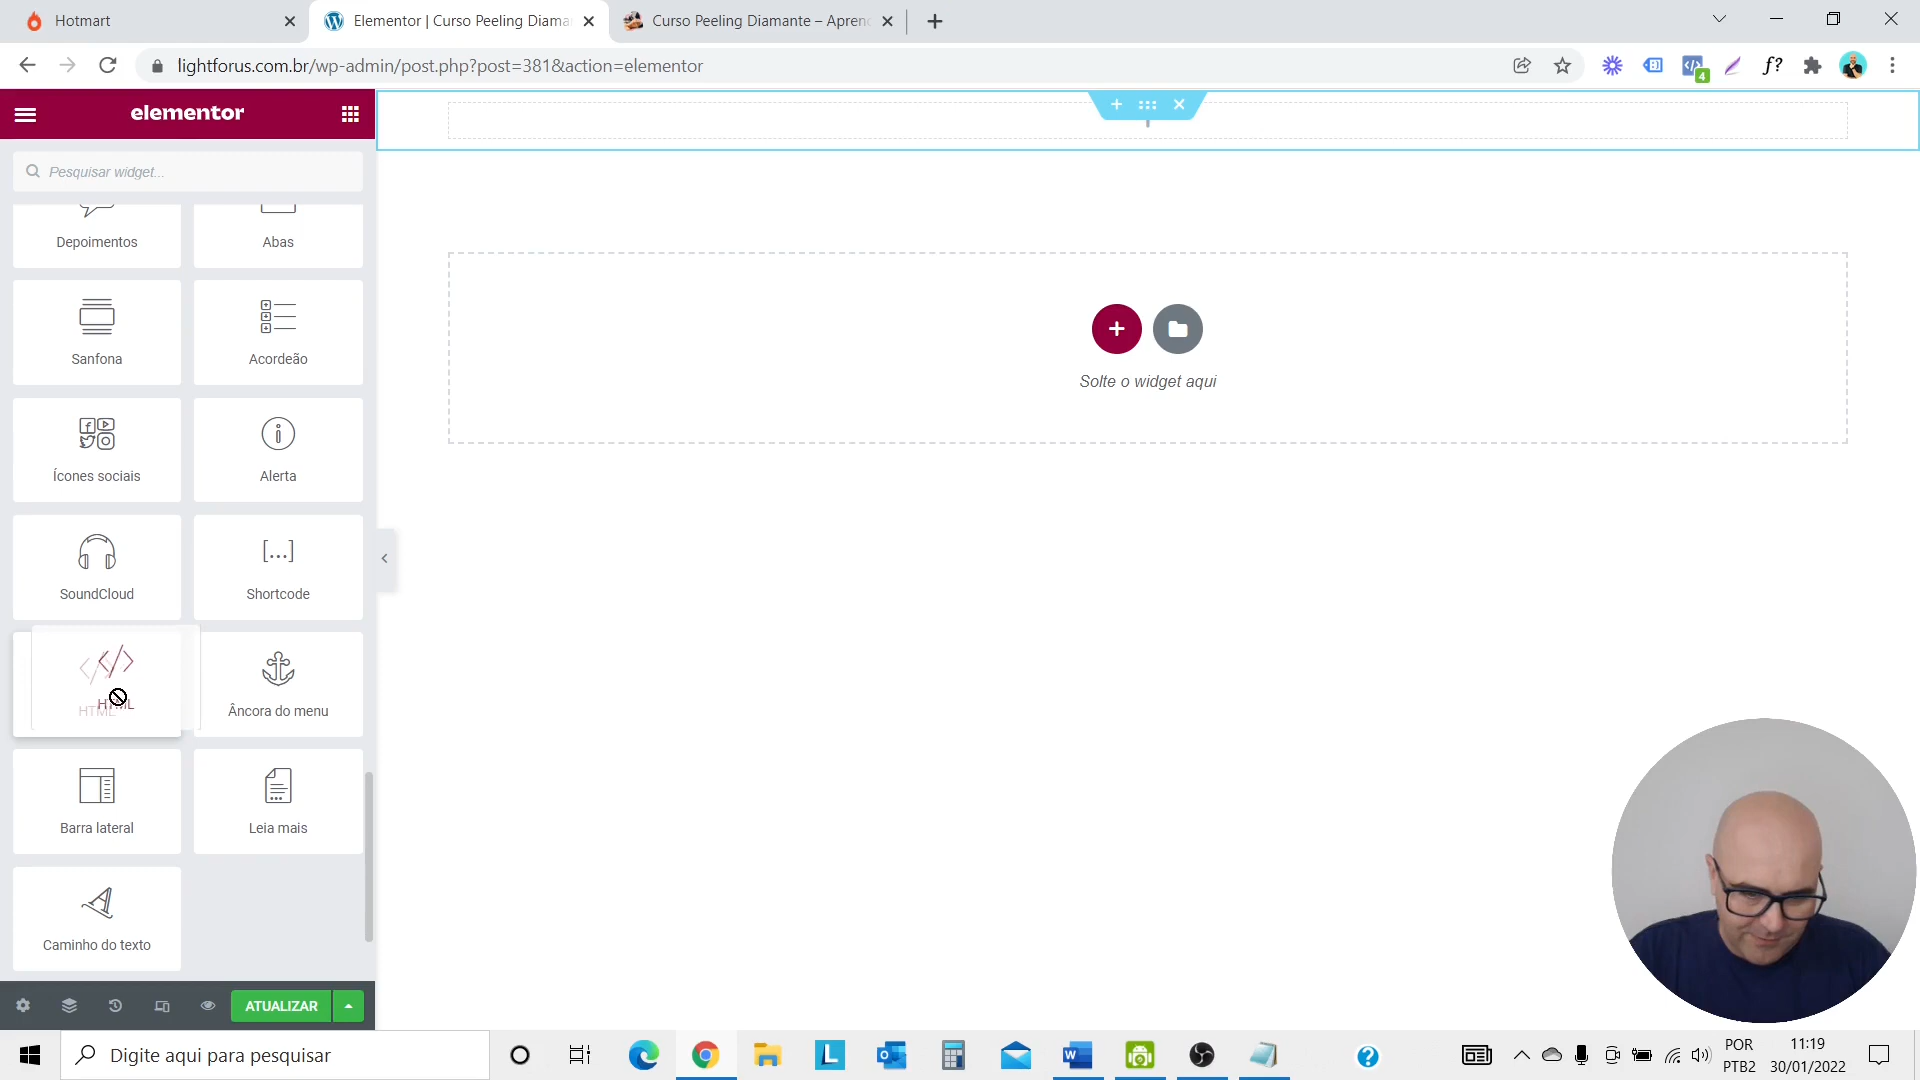 Hotmart
Elementor | Curso Peeling Diama
Curso Peeling Diamante – Apren
lightforus.com.br/wp-admin/post.php?post=381&action=elementor
4
f?
elementor
Pesquisar widget...
Depoimentos
Abas
Solte o widget aqui
Sanfona
Acordeão
Ícones sociais
Alerta
[...]
SoundCloud
Shortcode
</>
HTML
HTML
Âncora do menu
Barra lateral
Leia mais
Caminho do texto
ATUALIZAR
Digite aqui para pesquisar
POR
PTB2
11:19
30/01/2022